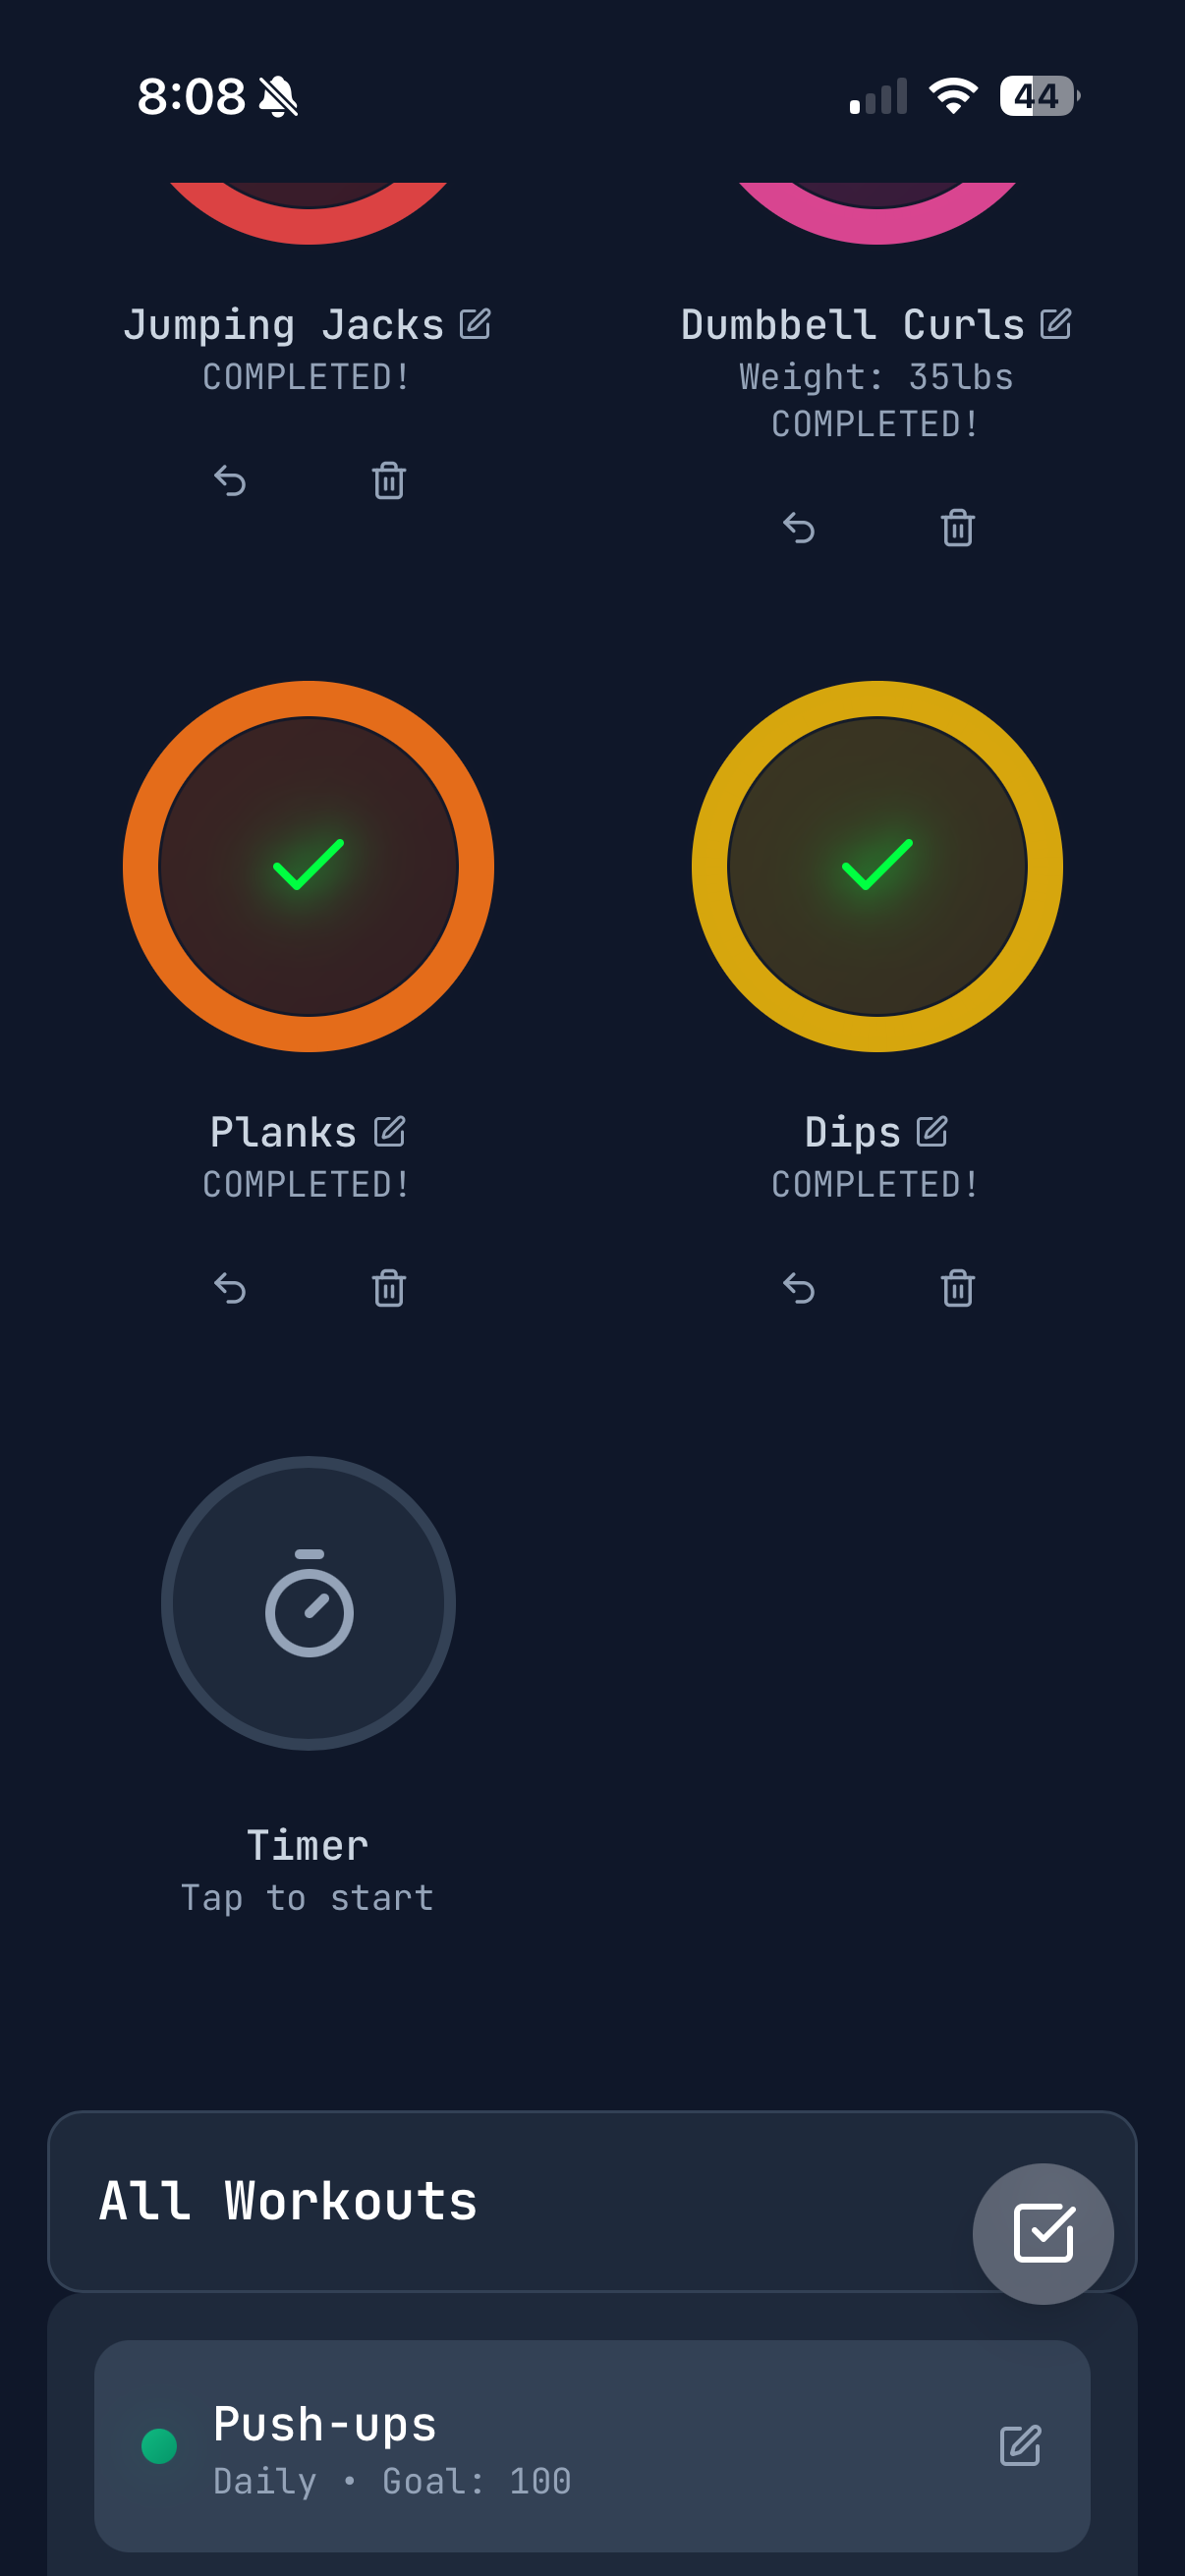 8:08
44
Jumping Jacks
COMPLETED!
Dumbbell Curls
Weight: 35lbs
COMPLETED!
Planks
COMPLETED!
Dips
COMPLETED!
Timer
Tap to start
All Workouts
Push-ups
Daily • Goal: 100